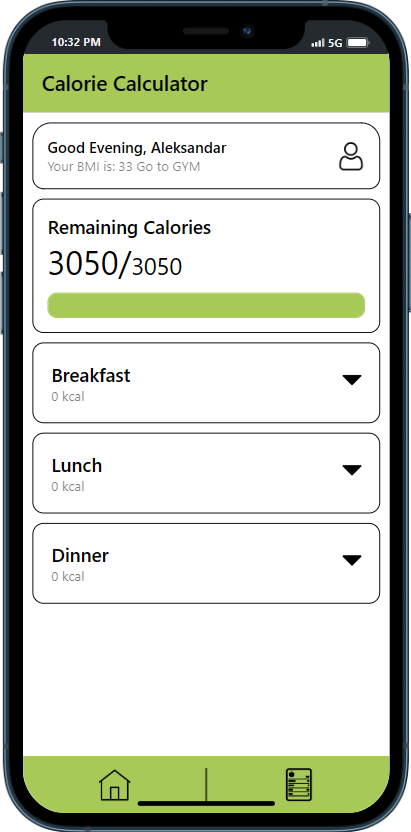 10:32 PM
5G
Calorie Calculator
Good Evening, Aleksandar
Your BMI is: 33 Go to GYM
Remaining Calories
3050/3050
Breakfast
0 kcal
Lunch
0 kcal
Dinner
0 kcal